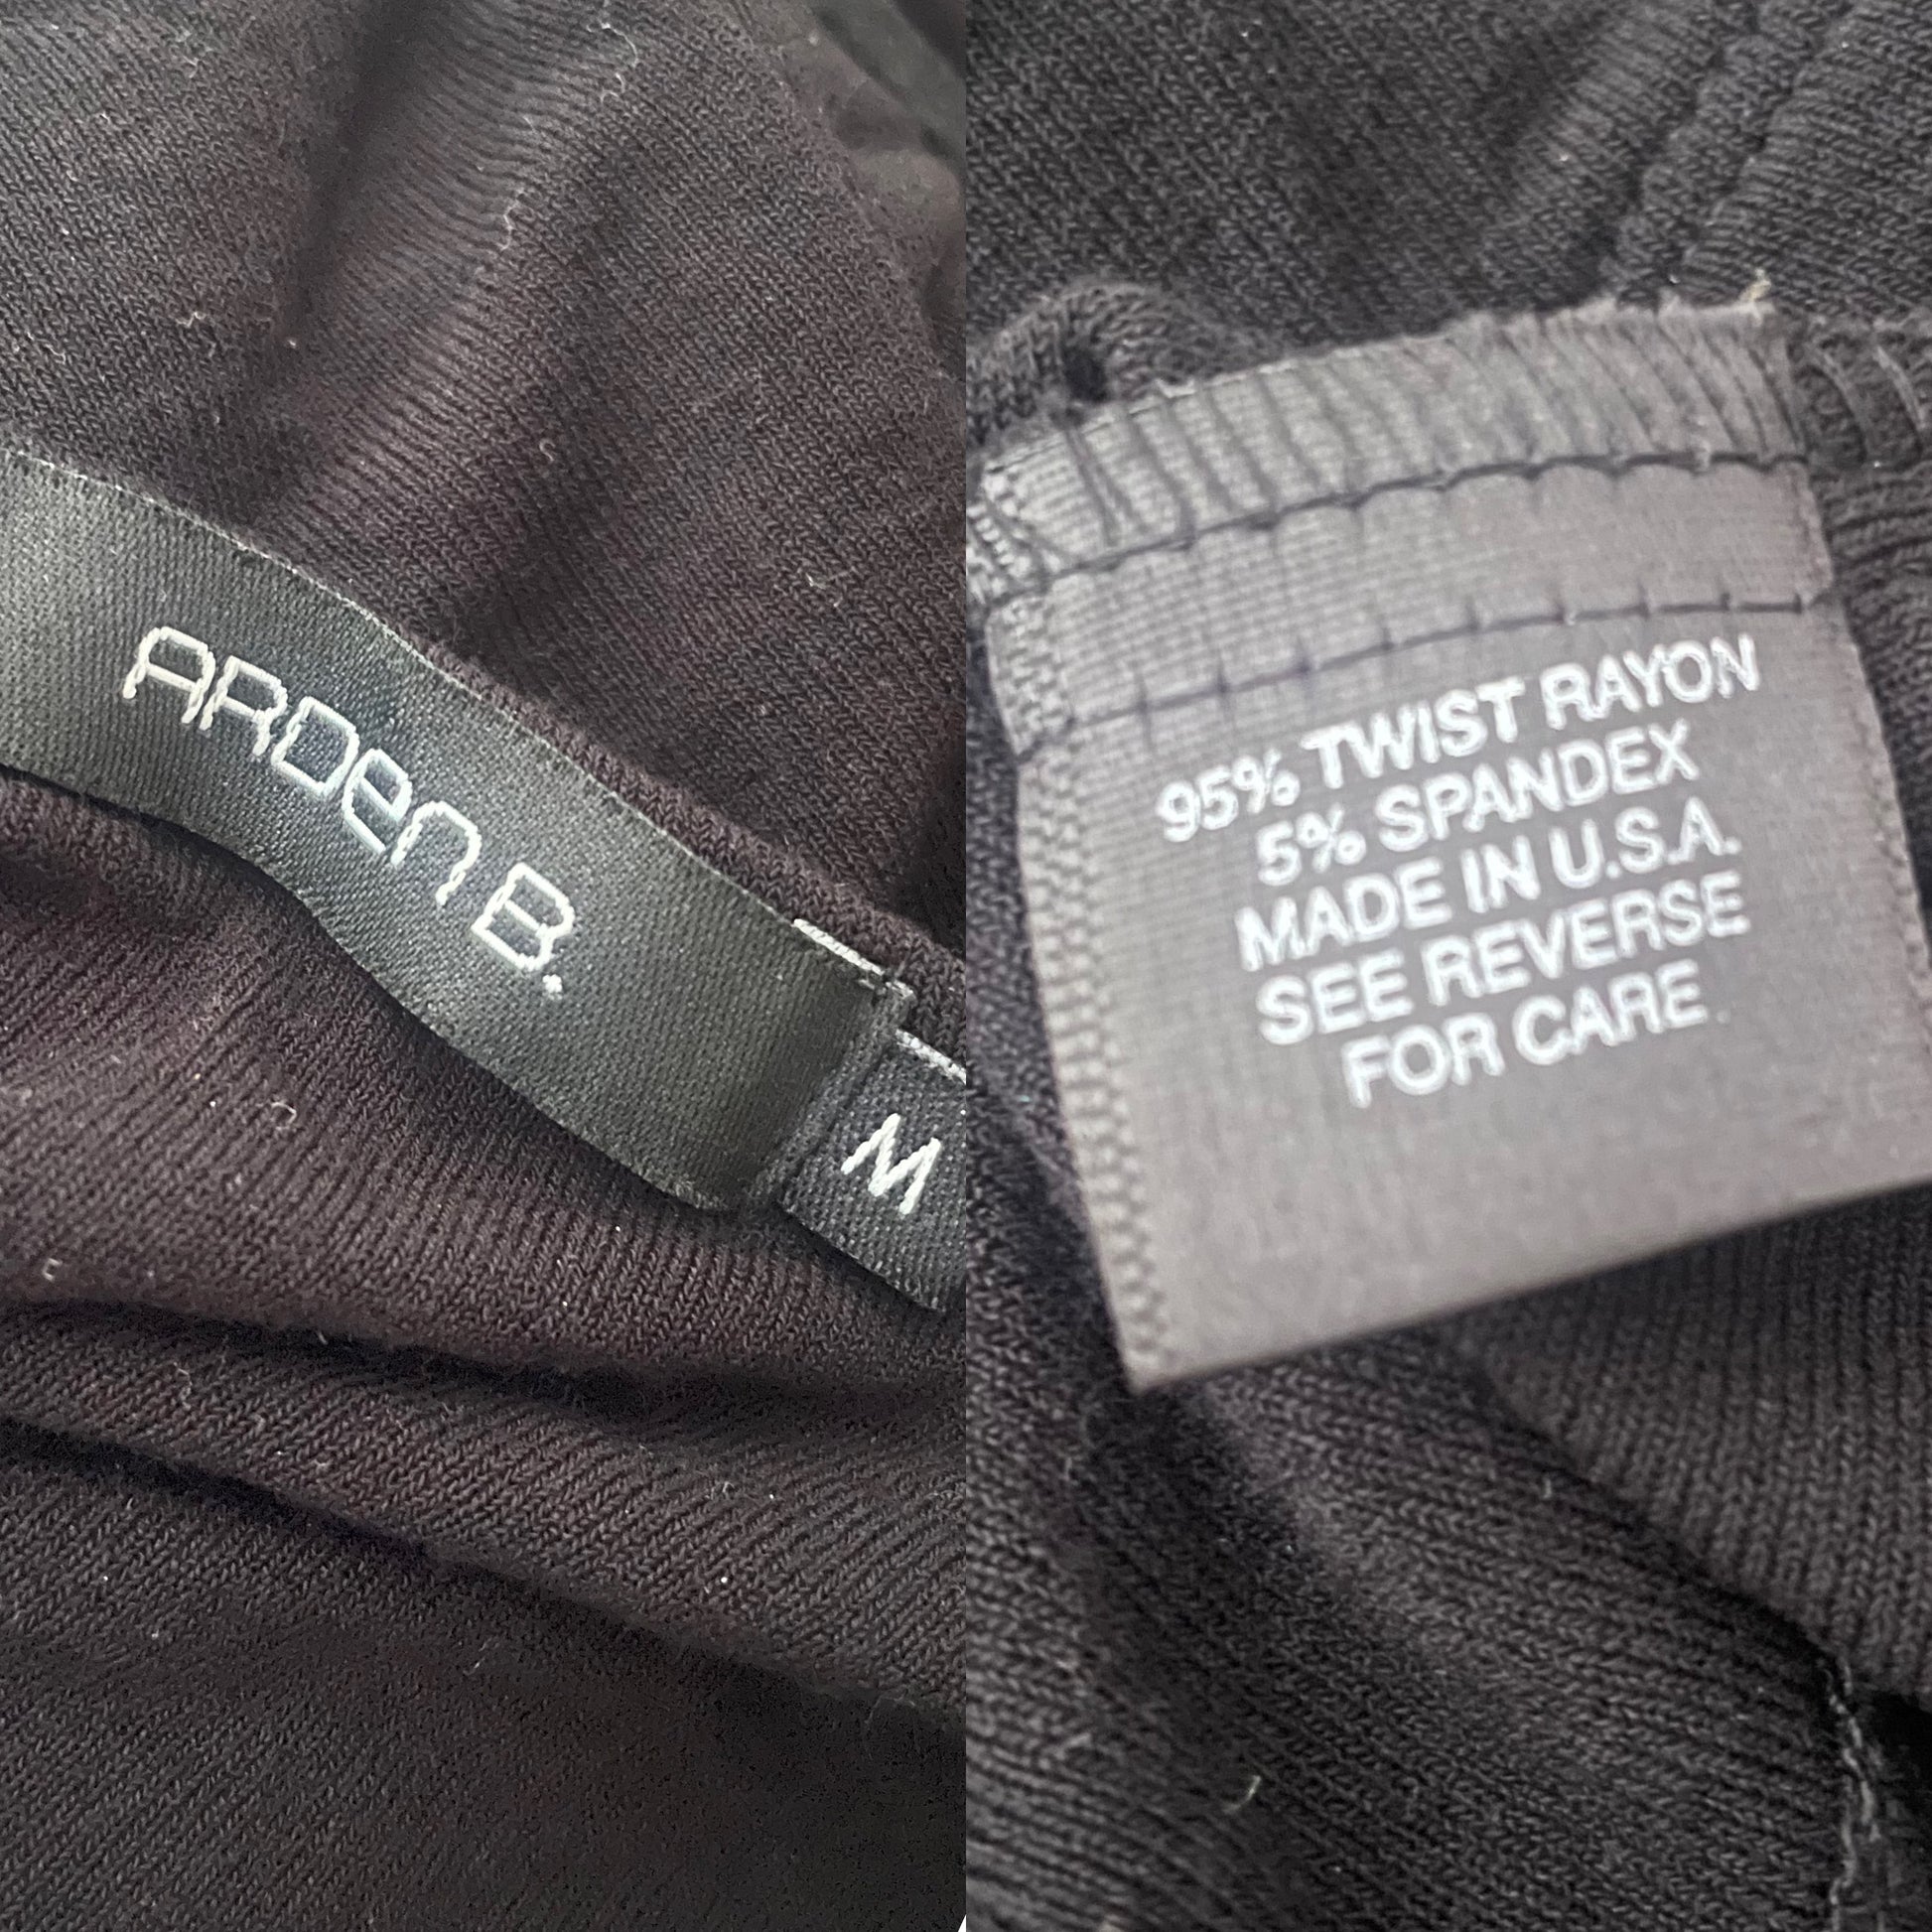 ARDen B.
M
95% TWIST RAYON
5% SPANDEX
MADE IN U.S.A.
SEE REVERSE
FOR CARE